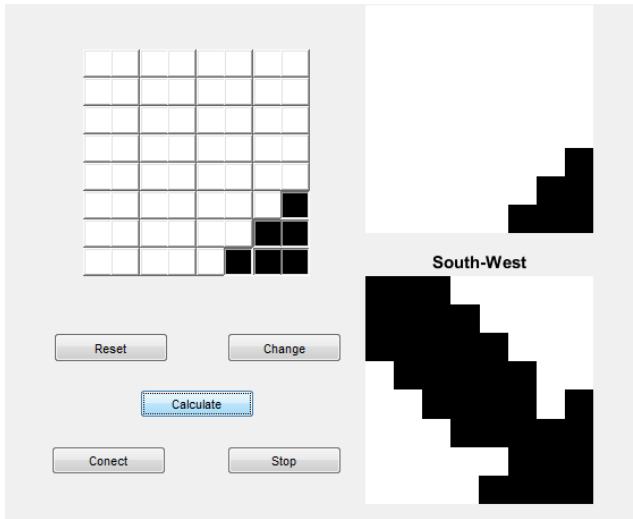 South-West
Reset
Change
Calculate
Conect
Stop